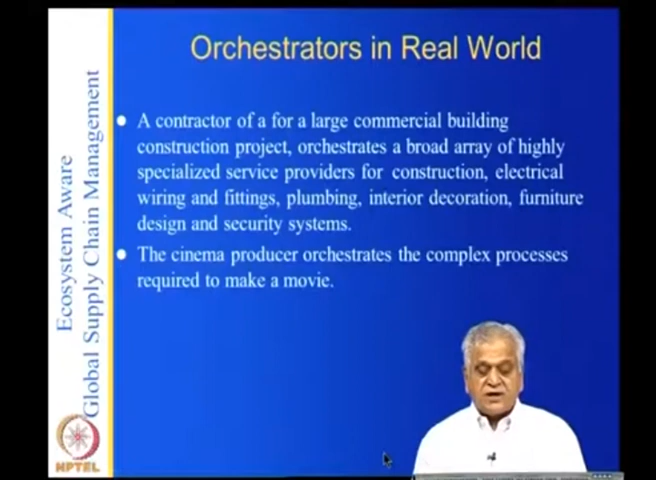 Orchestrators in Real World
A contractor of a for a large commercial building
construction project, orchestrates a broad array of highly
specialized service providers for construction, electrical
wiring and fittings, plumbing, interior decoration, furniture
design and security systems.
The cinema producer orchestrates the complex processes
required to make a movie.
Ecosystem Aware
Global Supply Chain Management
NPTEL